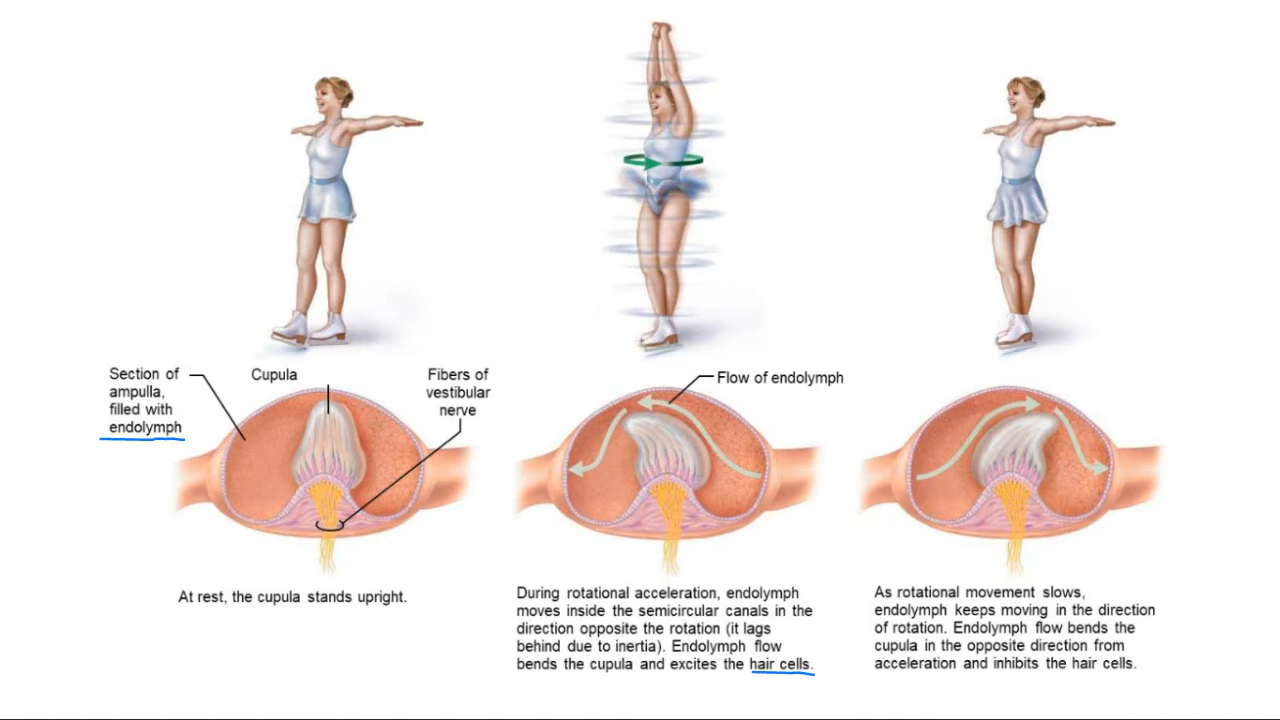 Section of
ampulla,
filled with
endolymph
Cupula
Fibers of
vestibular
nerve
Flow of endolymph
At rest, the cupula stands upright.
During rotational acceleration, endolymph
moves inside the semicircular canals in the
direction opposite the rotation (it lags
behind due to inertia). Endolymph flow
bends the cupula and excites the hair cells.
As rotational movement slows,
endolymph keeps moving in the direction
of rotation. Endolymph flow bends the
cupula in the opposite direction from
acceleration and inhibits the hair cells.